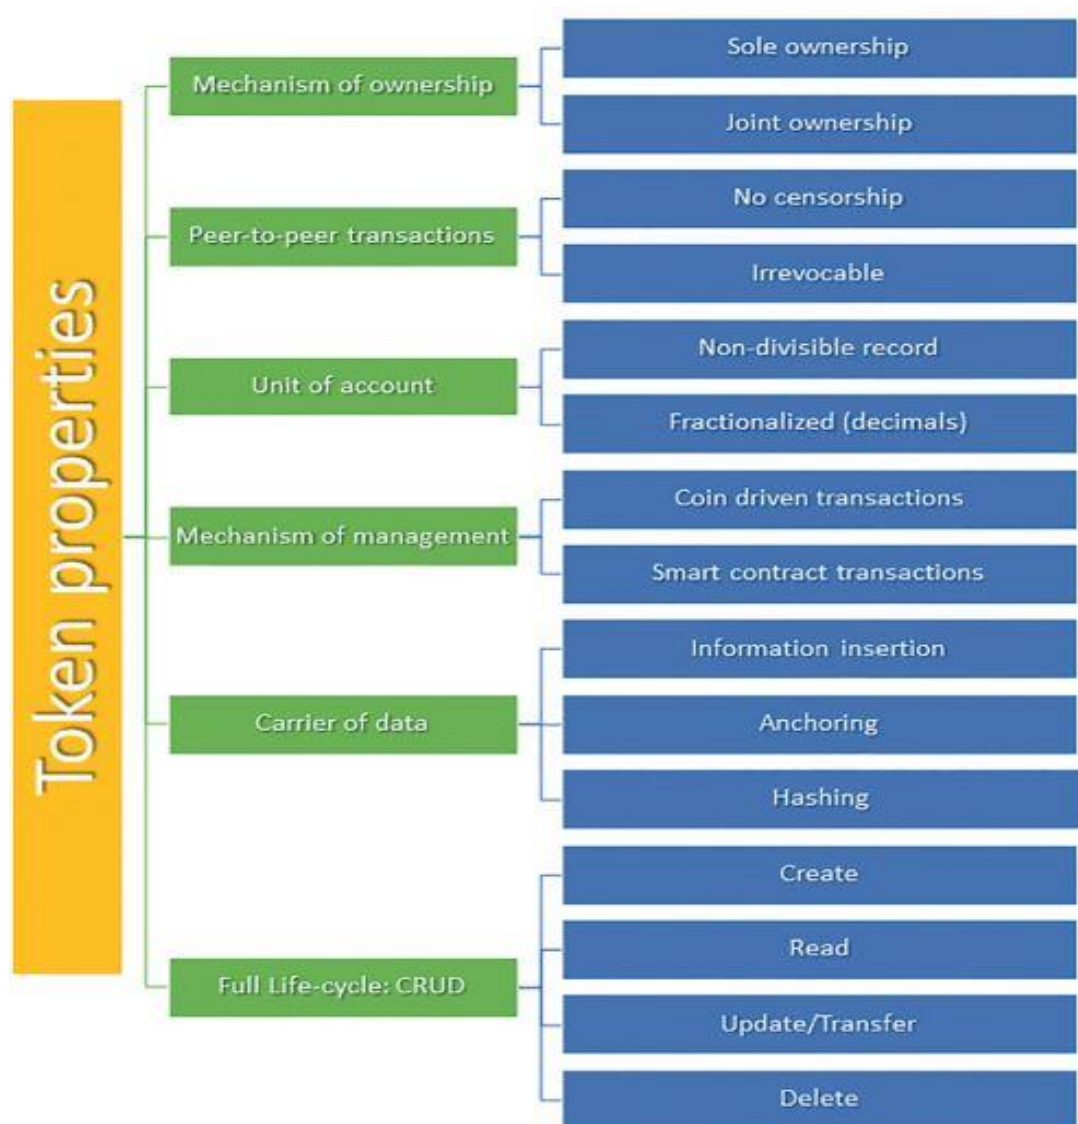 Token properties
Mechanism of ownership
Sole ownership
Joint ownership
Peer-to-peer transactions
No censorship
Irrevocable
Unit of account
Non-divisible record
Fractionalized (decimals)
Mechanism of management
Coin driven transactions
Smart contract transactions
Carrier of data
Information insertion
Anchoring
Hashing
Full Life-cycle: CRUD
Create
Read
Update/Transfer
Delete